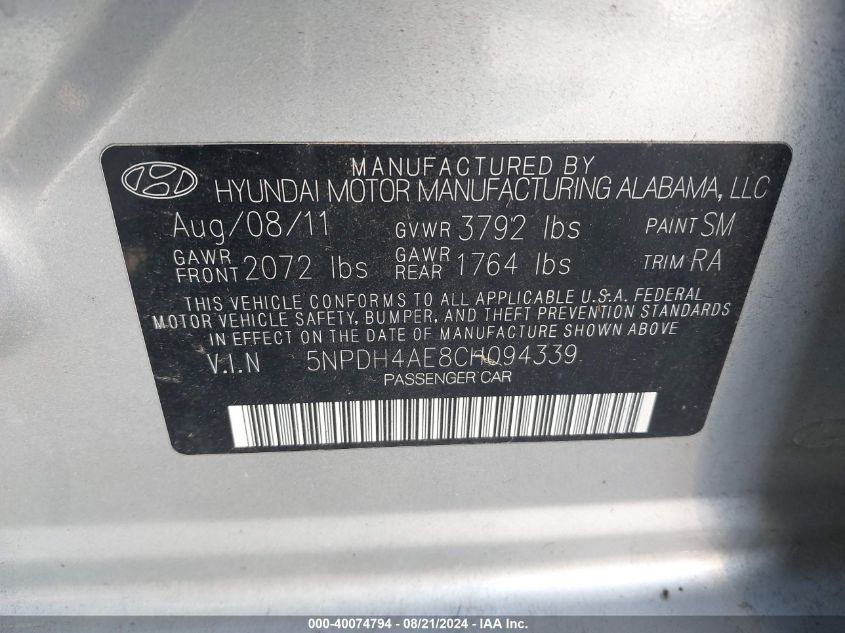 MANUFACTURED BY
HYUNDAI MOTOR MANUFACTURING ALABAMA, LLC
Aug/08/11 GVWR 3792 lbs PAINT SM
GAWR FRONT 2072 lbs GAWR REAR 1764 lbs TRIM RA
THIS VEHICLE CONFORMS TO ALL APPLICABLE U.S.A. FEDERAL
MOTOR VEHICLE SAFETY, BUMPER, AND THEFT PREVENTION STANDARDS
IN EFFECT ON THE DATE OF MANUFACTURE SHOWN ABOVE
V.I.N 5NPDH4AE8CH094339
PASSENGER CAR
000-40074794 - 08/21/2024 - IAA Inc.